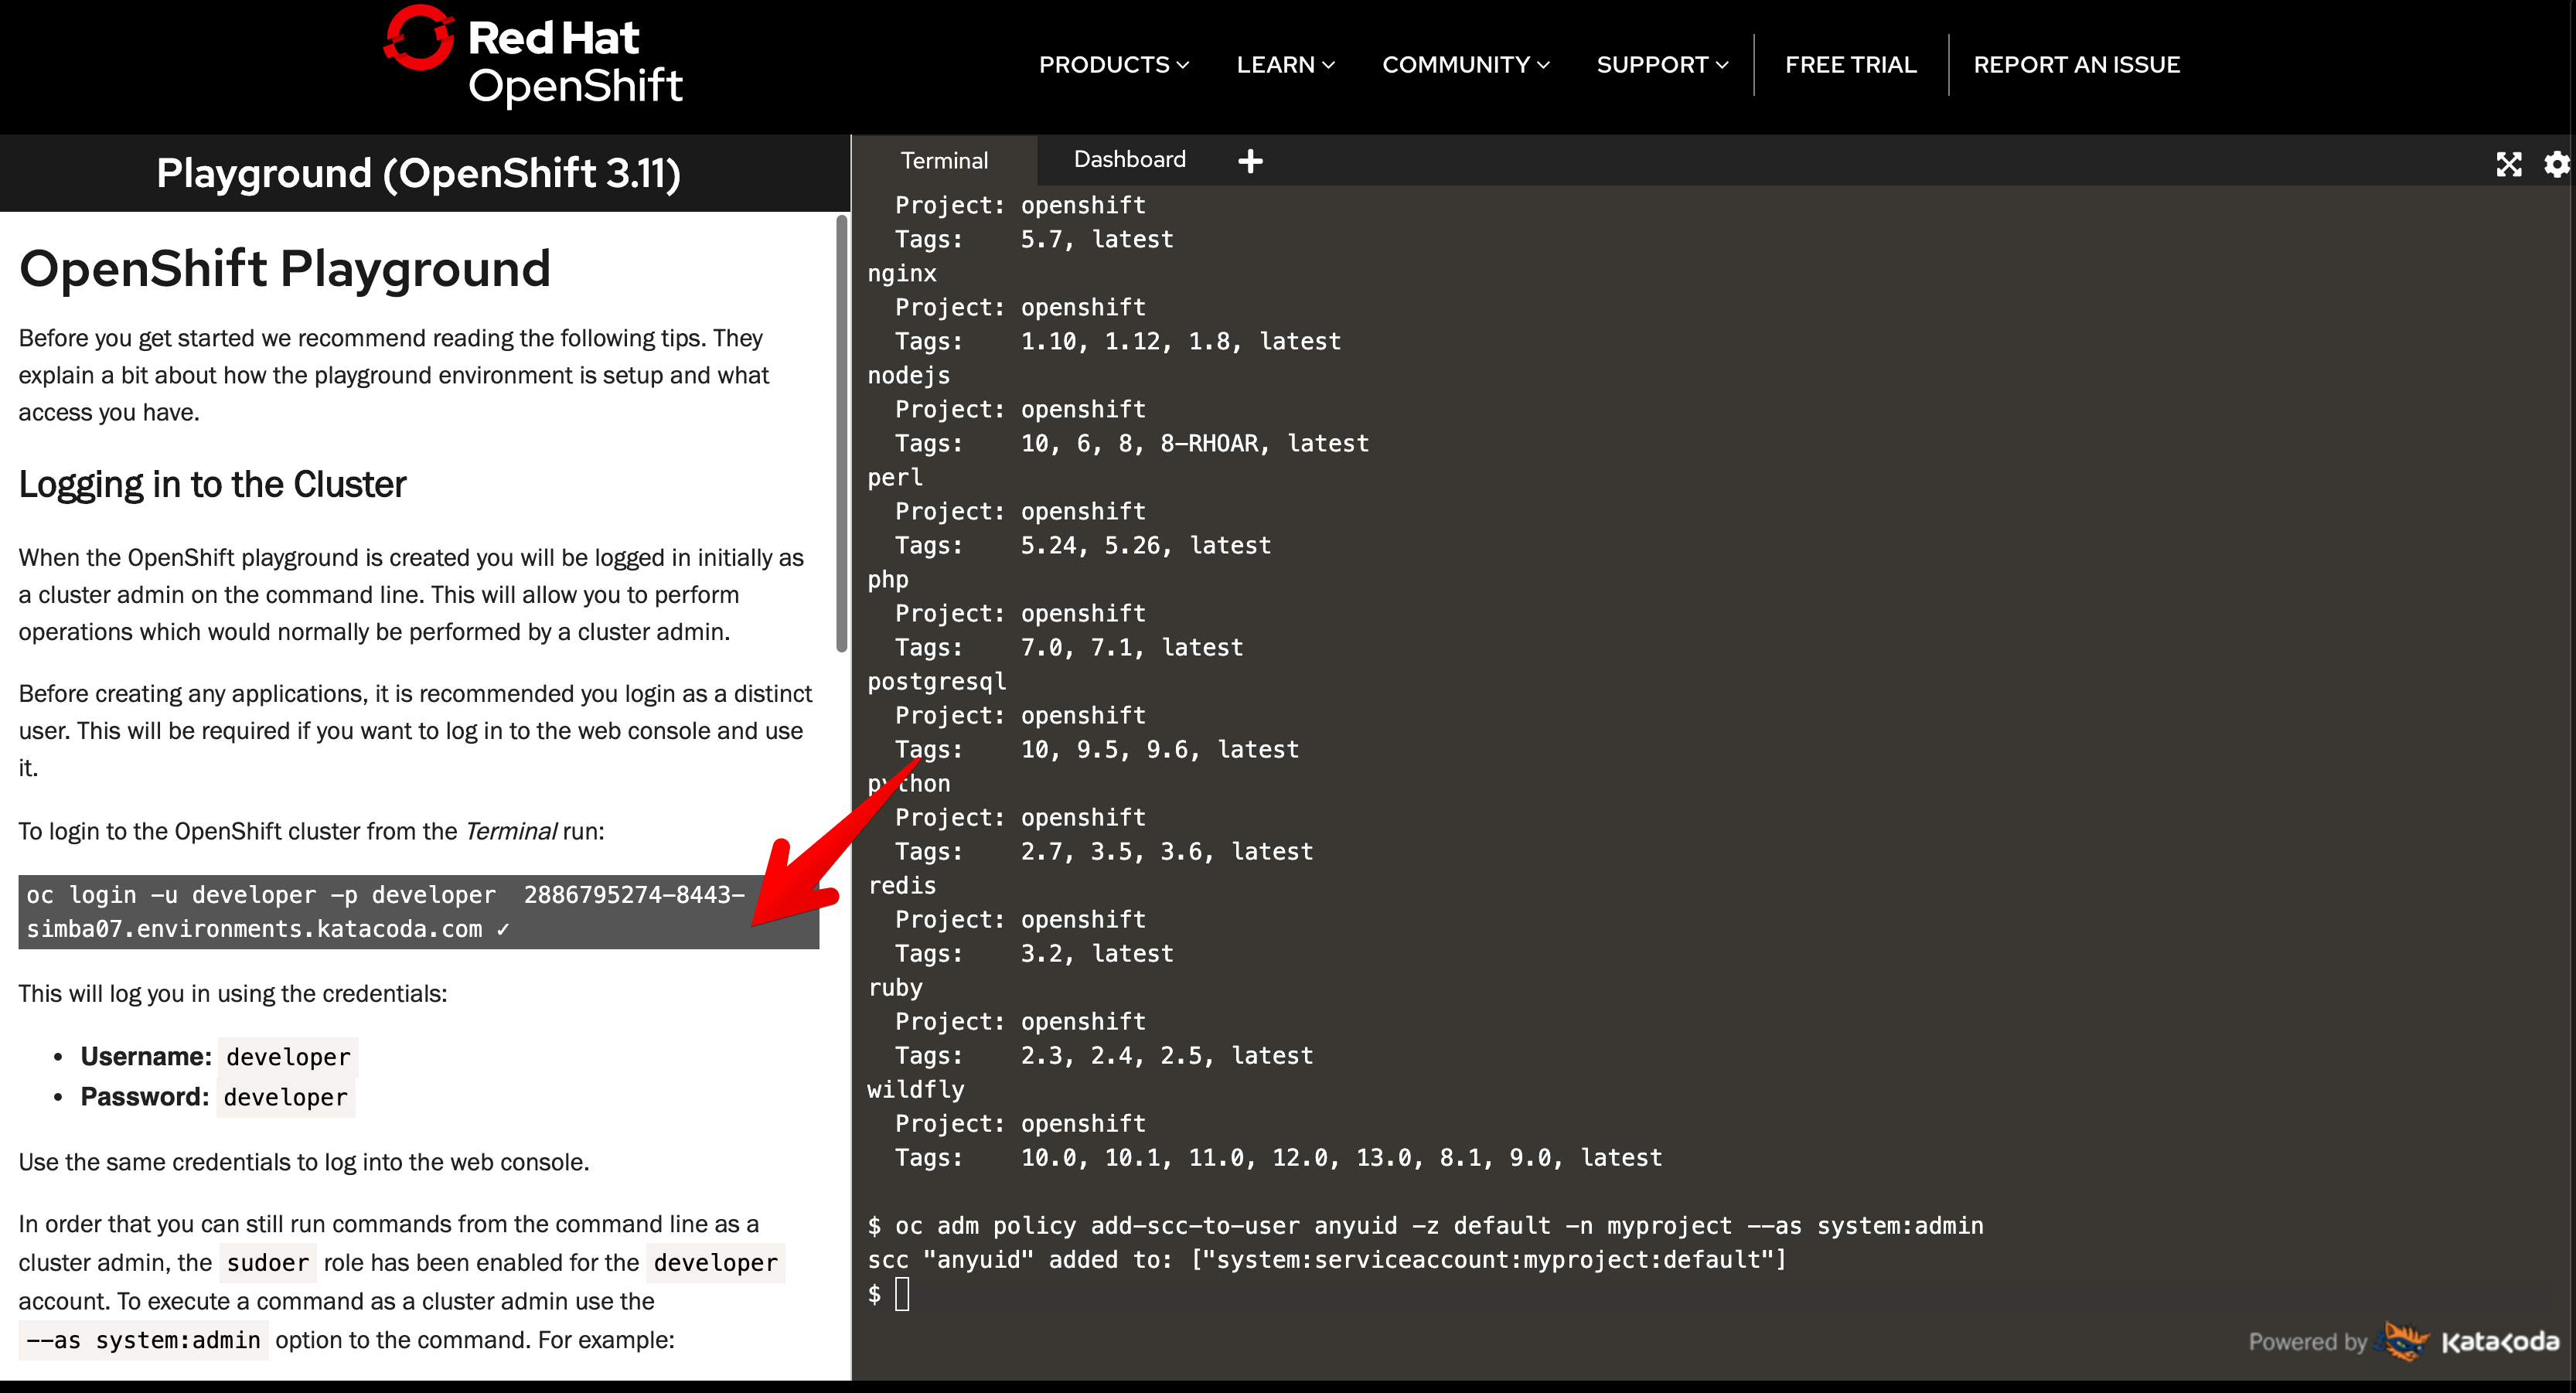 Red Hat
OpenShift
PRODUCTS LEARN COMMUNITY SUPPORT FREE TRIAL REPORT AN ISSUE
Playground (OpenShift 3.11)
OpenShift Playground
Before you get started we recommend reading the following tips. They
explain a bit about how the playground environment is setup and what
access you have.
Logging in to the Cluster
When the OpenShift playground is created you will be logged in initially as
a cluster admin on the command line. This will allow you to perform
operations which would normally be performed by a cluster admin.
Before creating any applications, it is recommended you login as a distinct
user. This will be required if you want to log in to the web console and use
it.
To login to the OpenShift cluster from the Terminal run:
oc login -u developer -p developer  2886795274-8443-
simba07.environments.katacoda.com ✓
This will log you in using the credentials:
• Username: developer
• Password: developer
Use the same credentials to log into the web console.
In order that you can still run commands from the command line as a
cluster admin, the sudoer role has been enabled for the developer
account. To execute a command as a cluster admin use the
--as system:admin option to the command. For example:
Terminal Dashboard +
Project: openshift
Tags: 5.7, latest
nginx
Project: openshift
Tags: 1.10, 1.12, 1.8, latest
nodejs
Project: openshift
Tags: 10, 6, 8, 8-RHOAR, latest
perl
Project: openshift
Tags: 5.24, 5.26, latest
php
Project: openshift
Tags: 7.0, 7.1, latest
postgresql
Project: openshift
Tags: 10, 9.5, 9.6, latest
python
Project: openshift
Tags: 2.7, 3.5, 3.6, latest
redis
Project: openshift
Tags: 3.2, latest
ruby
Project: openshift
Tags: 2.3, 2.4, 2.5, latest
wildfly
Project: openshift
Tags: 10.0, 10.1, 11.0, 12.0, 13.0, 8.1, 9.0, latest
$ oc adm policy add-scc-to-user anyuid -z default -n myproject --as system:admin
scc "anyuid" added to: ["system:serviceaccount:myproject:default"]
$
Powered by Katacoda